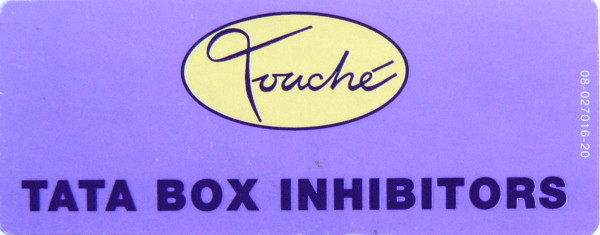 Touché
08-027016-20
TATA BOX INHIBITORS